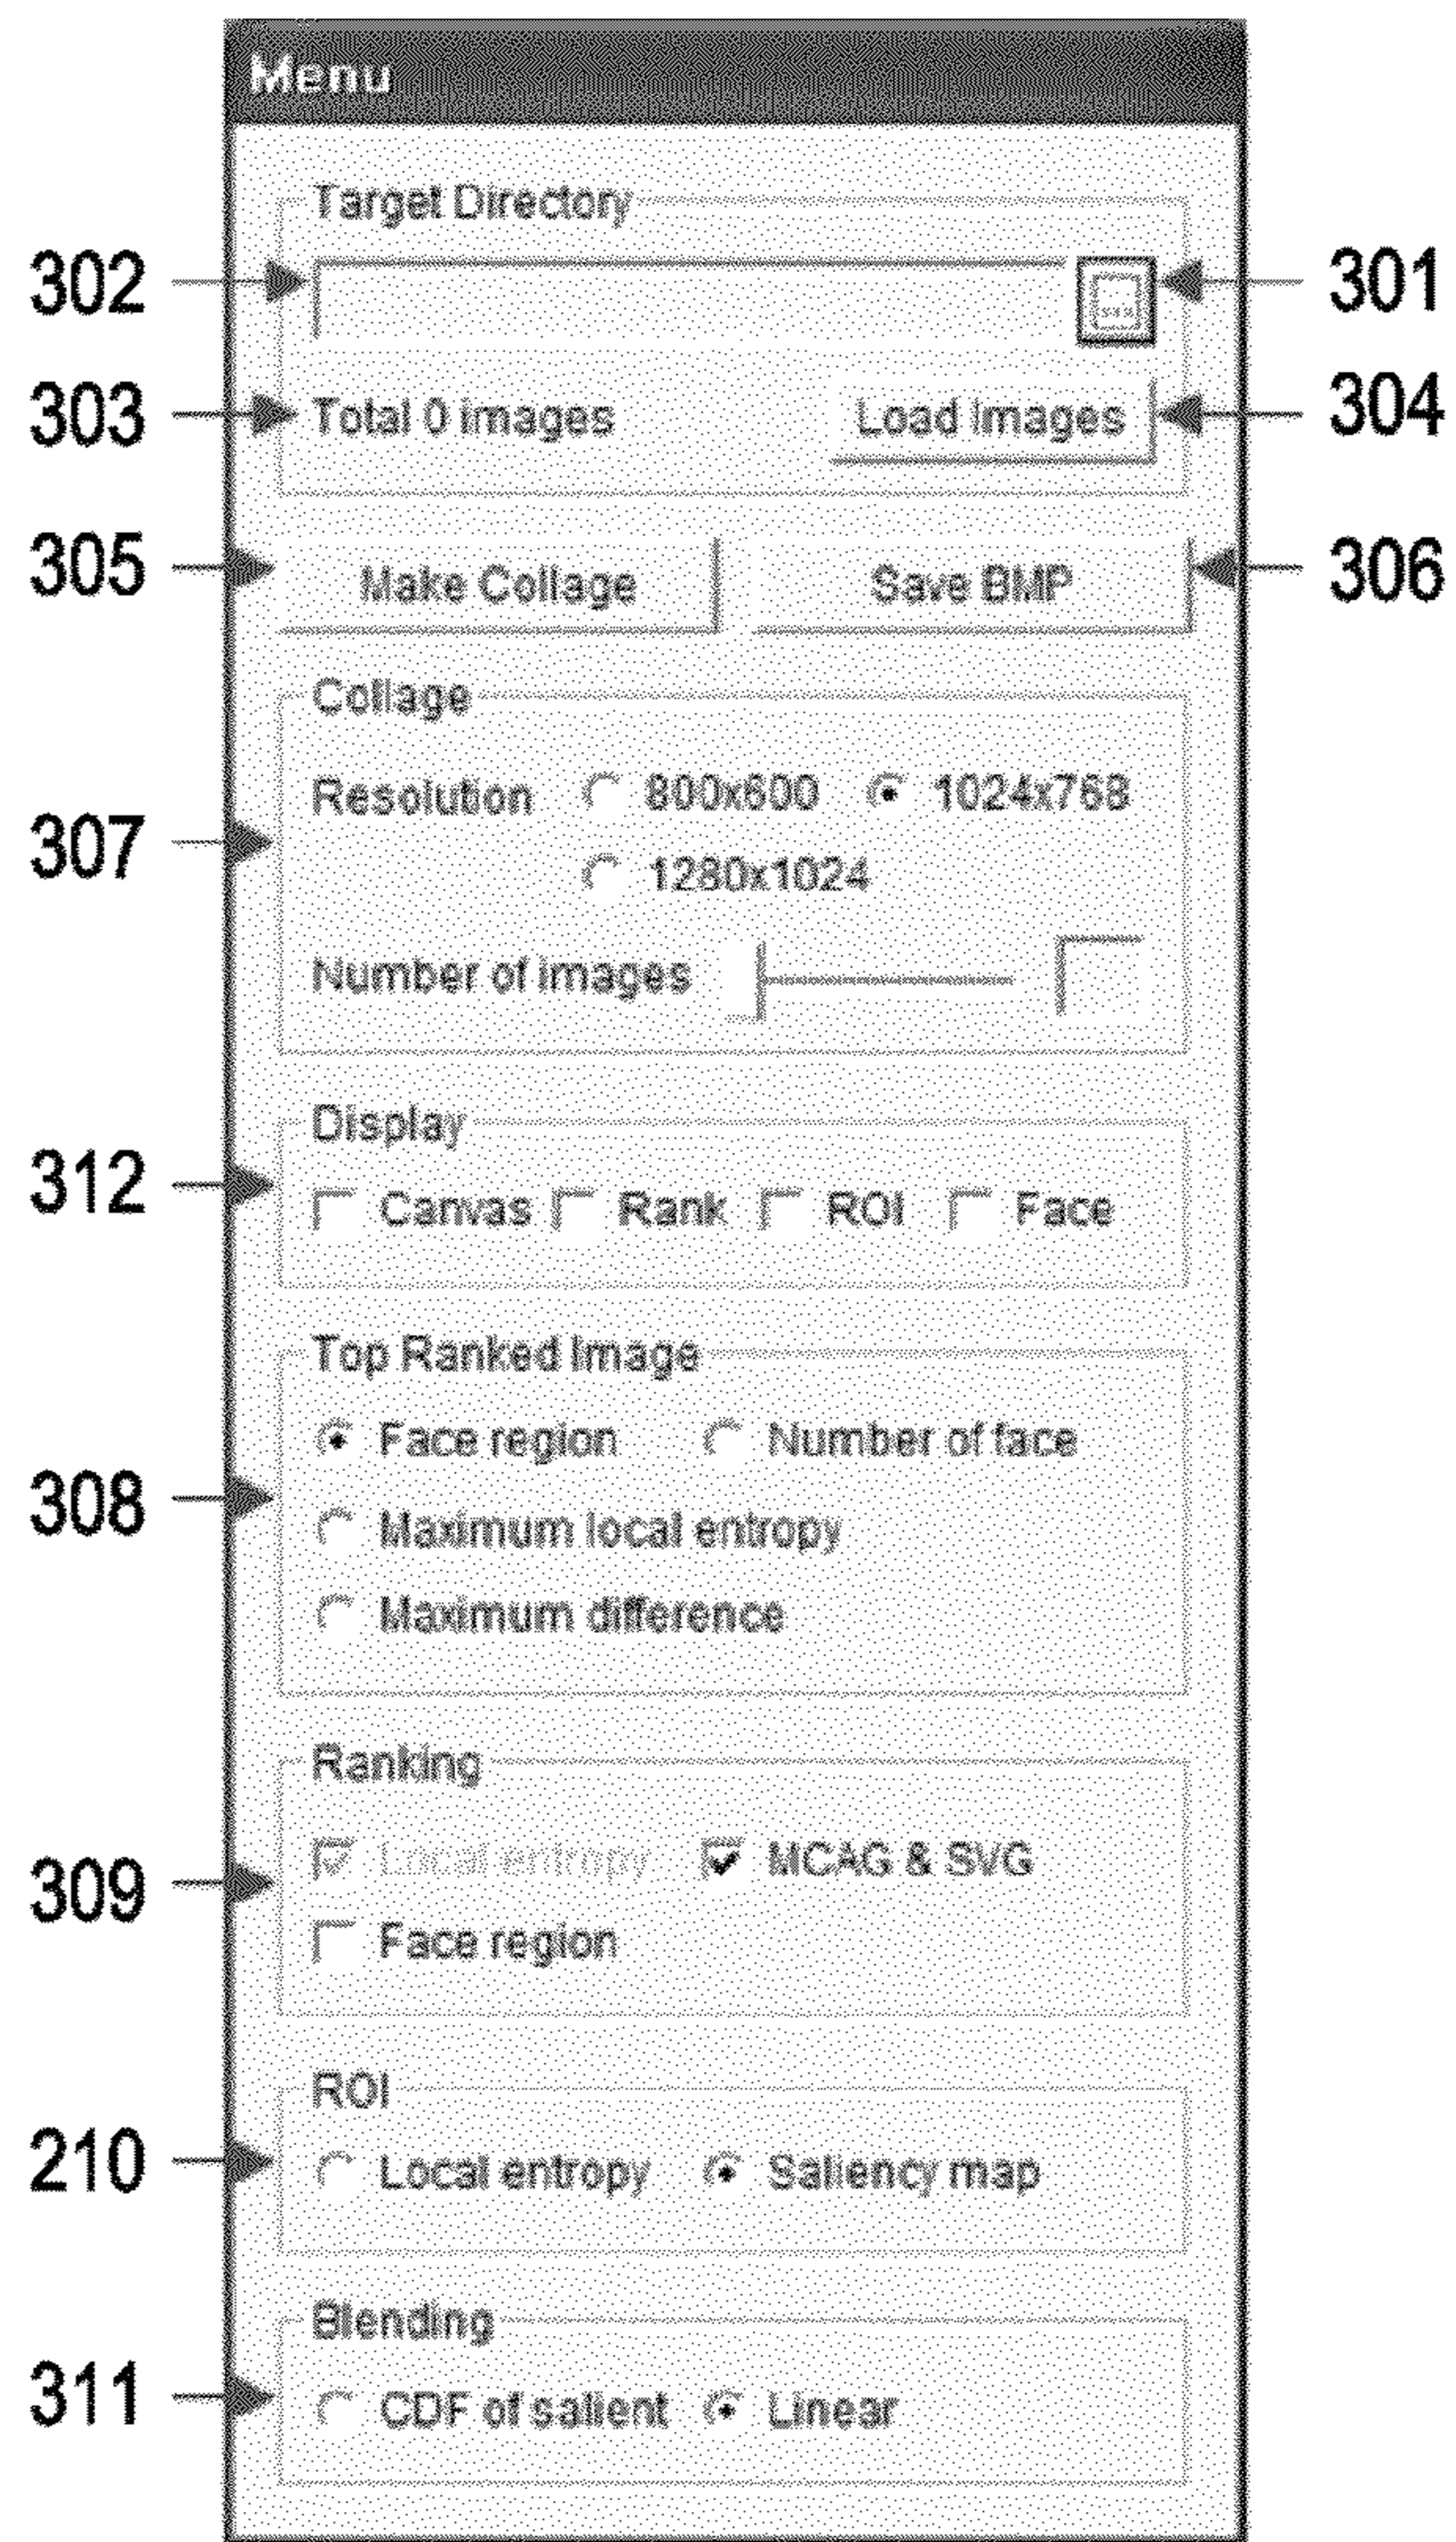 Menu
Target Directory
302 ... 301
303 Total 0 images Load Images 304
305 Make Collage Save BMP 306
Collage
Resolution 800x600 1024x768
307
1280x1024
Number of images
Display
312 Canvas Rank ROI Face
Top Ranked Image
Face region Number of face
308
Maximum local entropy
Maximum difference
Ranking
Local entropy MCAG & SVG
309
Face region
ROI
210 Local entropy Saliency map
Blending
311 CDF of salient Linear